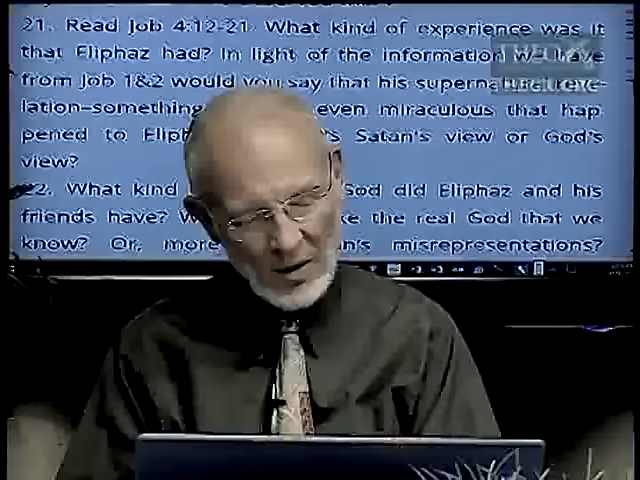 21. Read Job 4:12-21. What kind of experience was it
that Eliphaz had? In light of the information we have
from Job 1&2 would you say that his supernatural reve-
lation–something even miraculous that hap
pened to Eliph 's Satan's view or God's
view?
22. What kind God did Eliphaz and his
friends have? ke the real God that we
know? Or, more n's misrepresentations?